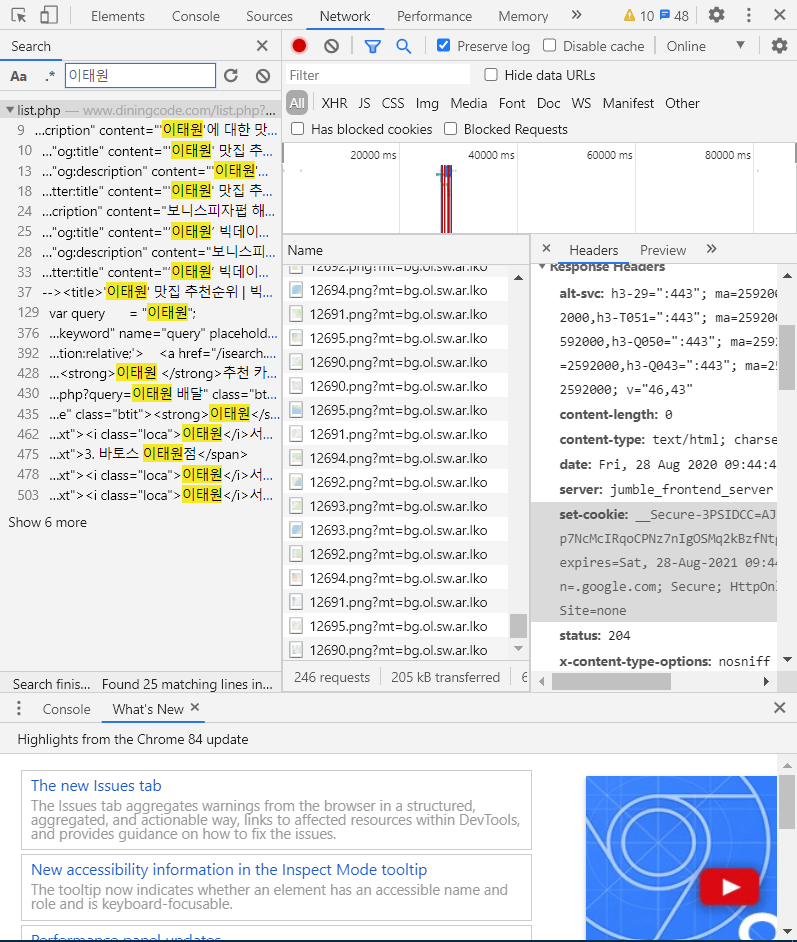 Elements Console Sources Network Performance Memory 10 48
Search
Preserve log Disable cache Online
Aa .* 이태원
Filter Hide data URLs
All XHR JS CSS Img Media Font Doc WS Manifest Other
Has blocked cookies Blocked Requests
20000 ms 40000 ms 60000 ms 80000 ms
list.php — www.diningcode.com/list.php?...
9 ...cription" content="'이태원'에 대한 맛...
10 ..."og:title" content="'이태원' 맛집 추...
13 ..."og:description" content="'이태원'...
18 ...tter:title" content="'이태원' 맛집 추...
24 ...cription" content="보니스피자펍 해...
25 ..."og:title" content="'이태원' 빅데이...
28 ..."og:description" content="보니스피...
33 ...tter:title" content="'이태원' 빅데이...
37 --><title>'이태원' 맛집 추천순위 | 빅...
129 var query = "이태원";
376 ...keyword" name="query" placehold...
392 ...tion:relative;'> <a href="/isearch....
428 ...<strong>이태원 </strong>추천 카...
430 ...php?query=이태원 배달" class="bt...
435 ...e" class="btit"><strong>이태원</s...
462 ...xt"><i class="loca">이태원</i>서...
475 ...xt">3. 바토스 이태원점</span>
478 ...xt"><i class="loca">이태원</i>서...
503 ...xt"><i class="loca">이태원</i>서...
Show 6 more
Search finis... Found 25 matching lines in...
Name
12692.png?mt=bg.ol.sw.ar.lko
12694.png?mt=bg.ol.sw.ar.lko
12691.png?mt=bg.ol.sw.ar.lko
12695.png?mt=bg.ol.sw.ar.lko
12690.png?mt=bg.ol.sw.ar.lko
12690.png?mt=bg.ol.sw.ar.lko
12695.png?mt=bg.ol.sw.ar.lko
12691.png?mt=bg.ol.sw.ar.lko
12694.png?mt=bg.ol.sw.ar.lko
12692.png?mt=bg.ol.sw.ar.lko
12693.png?mt=bg.ol.sw.ar.lko
12693.png?mt=bg.ol.sw.ar.lko
12692.png?mt=bg.ol.sw.ar.lko
12694.png?mt=bg.ol.sw.ar.lko
12691.png?mt=bg.ol.sw.ar.lko
12695.png?mt=bg.ol.sw.ar.lko
12690.png?mt=bg.ol.sw.ar.lko
246 requests 205 kB transferred 6
Headers Preview
Response Headers
alt-svc: h3-29=":443"; ma=259200
2000,h3-T051=":443"; ma=25920
592000,h3-Q050=":443"; ma=25
=2592000,h3-Q043=":443"; ma=25
2592000; v="46,43"
content-length: 0
content-type: text/html; charse
date: Fri, 28 Aug 2020 09:44:4
server: jumble_frontend_server
set-cookie: __Secure-3PSIDCC=AJ
p7NcMcIRqoCPNz7nIgOSMq2kBzfNtg
expires=Sat, 28-Aug-2021 09:44
n=.google.com; Secure; HttpOnl
Site=none
status: 204
x-content-type-options: nosniff
Console What's New
Highlights from the Chrome 84 update
The new Issues tab
The Issues tab aggregates warnings from the browser in a structured,
aggregated, and actionable way, links to affected resources within DevTools,
and provides guidance on how to fix the issues.
New accessibility information in the Inspect Mode tooltip
The tooltip now indicates whether an element has an accessible name and
role and is keyboard-focusable.
Performance panel updates